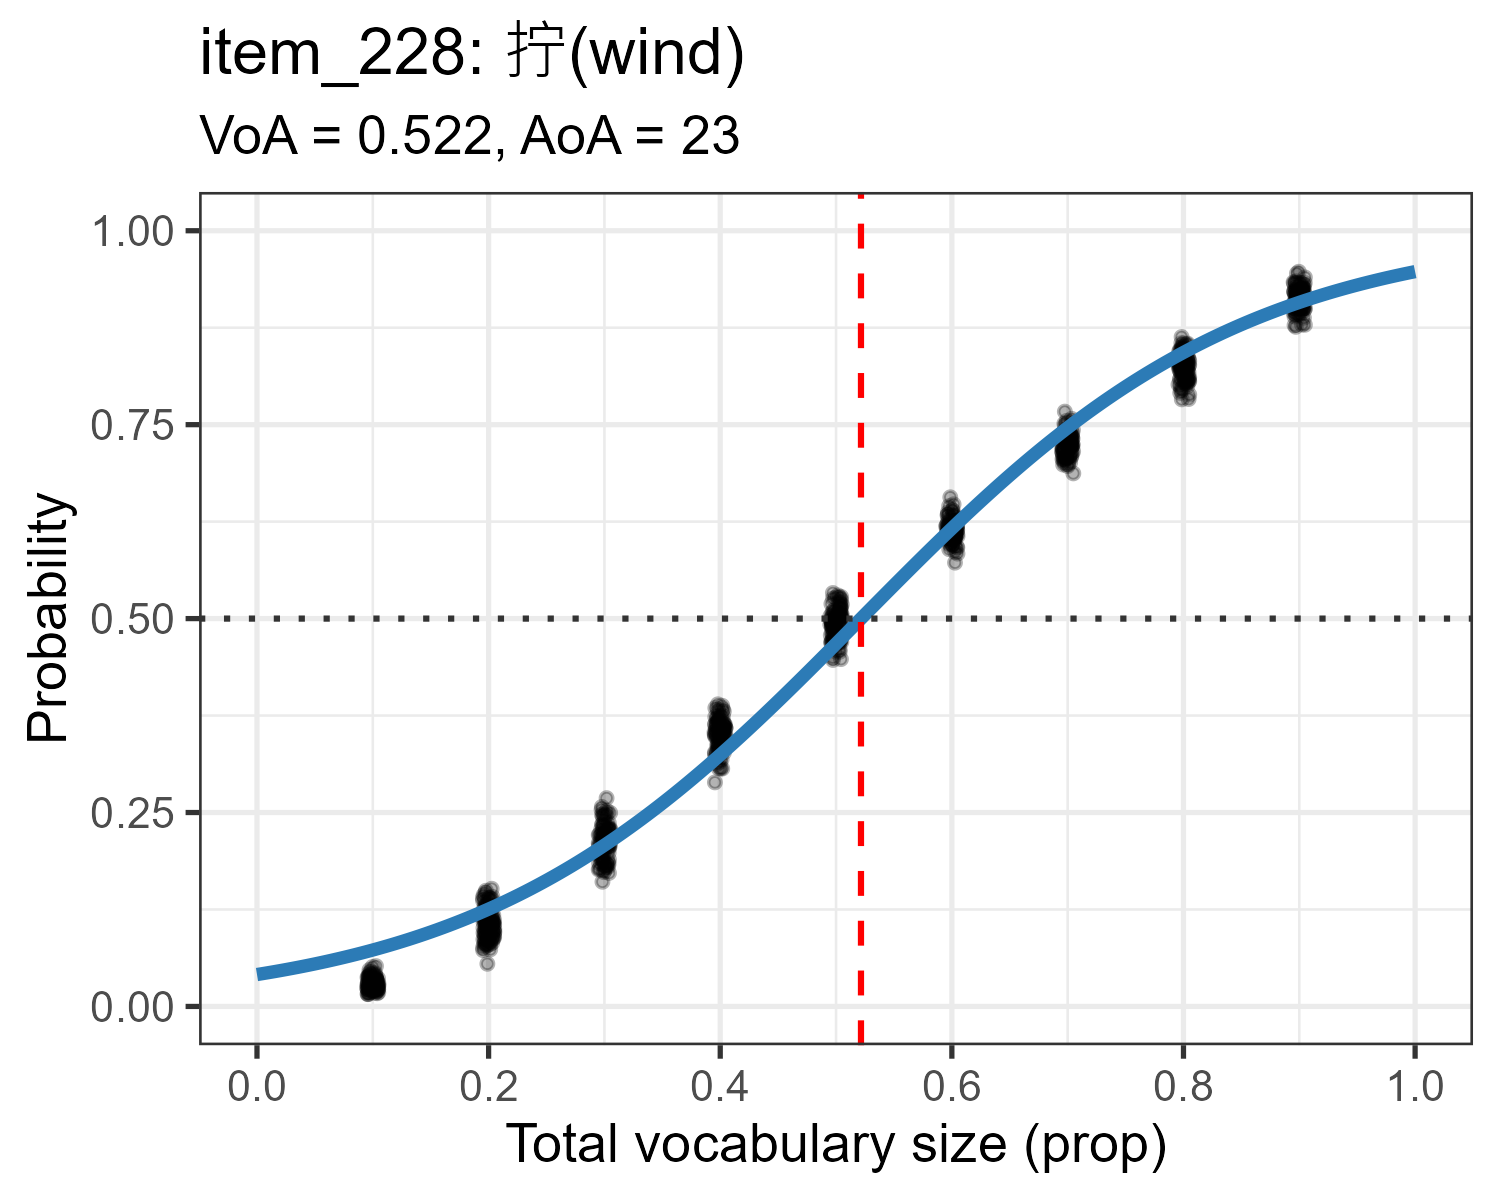 item_228: 拧(wind)
VoA = 0.522, AoA = 23
Probability
1.00
0.75
0.50
0.25
0.00
0.0 0.2 0.4 0.6 0.8 1.0
Total vocabulary size (prop)